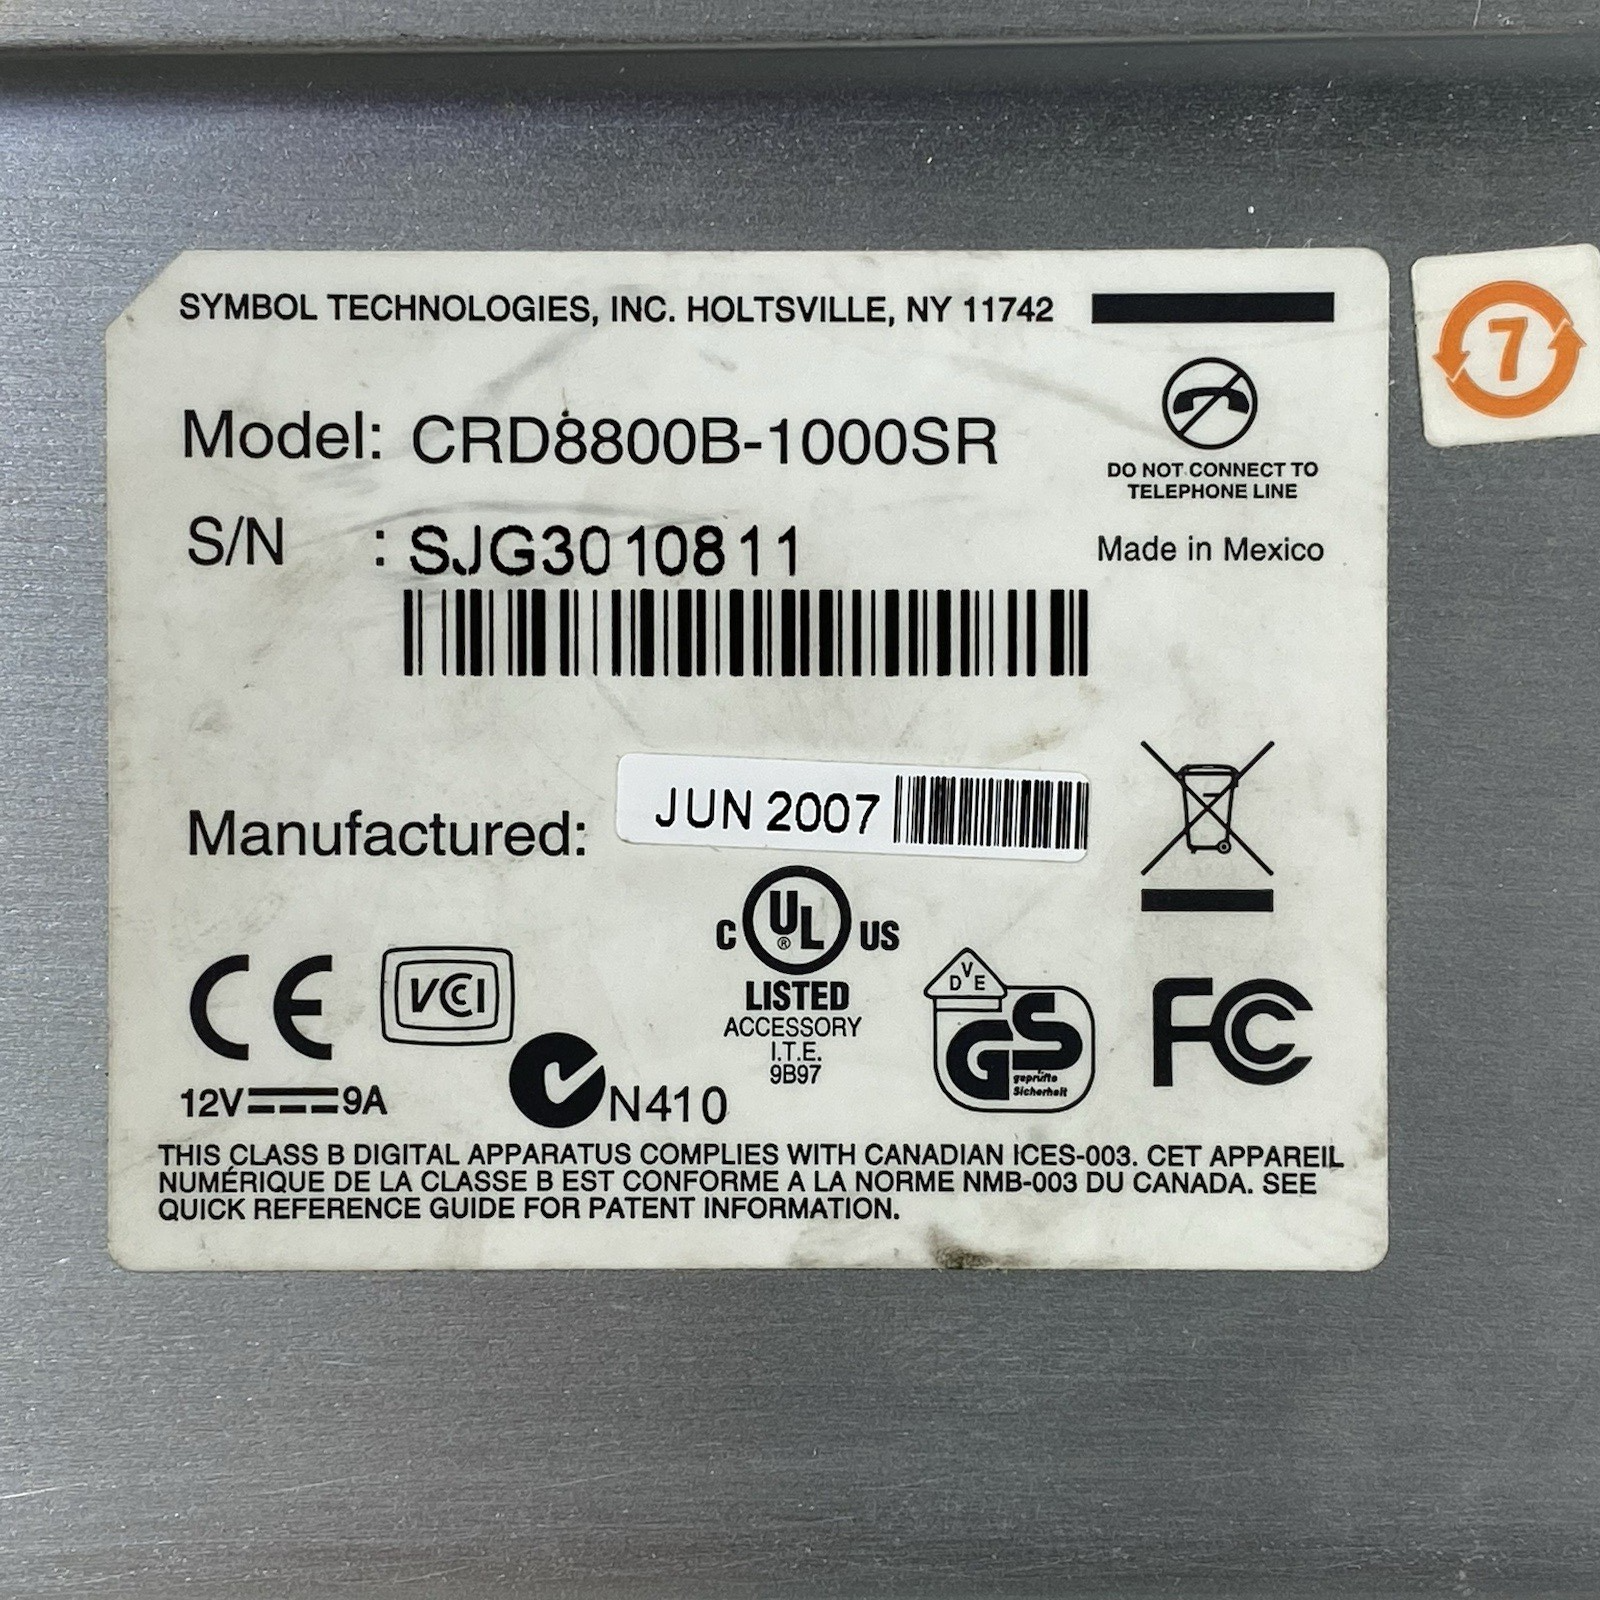 SYMBOL TECHNOLOGIES, INC. HOLTSVILLE, NY 11742
7
Model: CRD8800B-1000SR
DO NOT CONNECT TO
TELEPHONE LINE
S/N : SJG3010811
Made in Mexico
Manufactured: JUN 2007
C UL® US
LISTED
ACCESSORY
I.T.E.
9B97
CE
VCCI
DVE
GS
geprüfte
Sicherheit
FC
12V 9A
N410
THIS CLASS B DIGITAL APPARATUS COMPLIES WITH CANADIAN ICES-003. CET APPAREIL
NUMÉRIQUE DE LA CLASSE B EST CONFORME A LA NORME NMB-003 DU CANADA. SEE
QUICK REFERENCE GUIDE FOR PATENT INFORMATION.